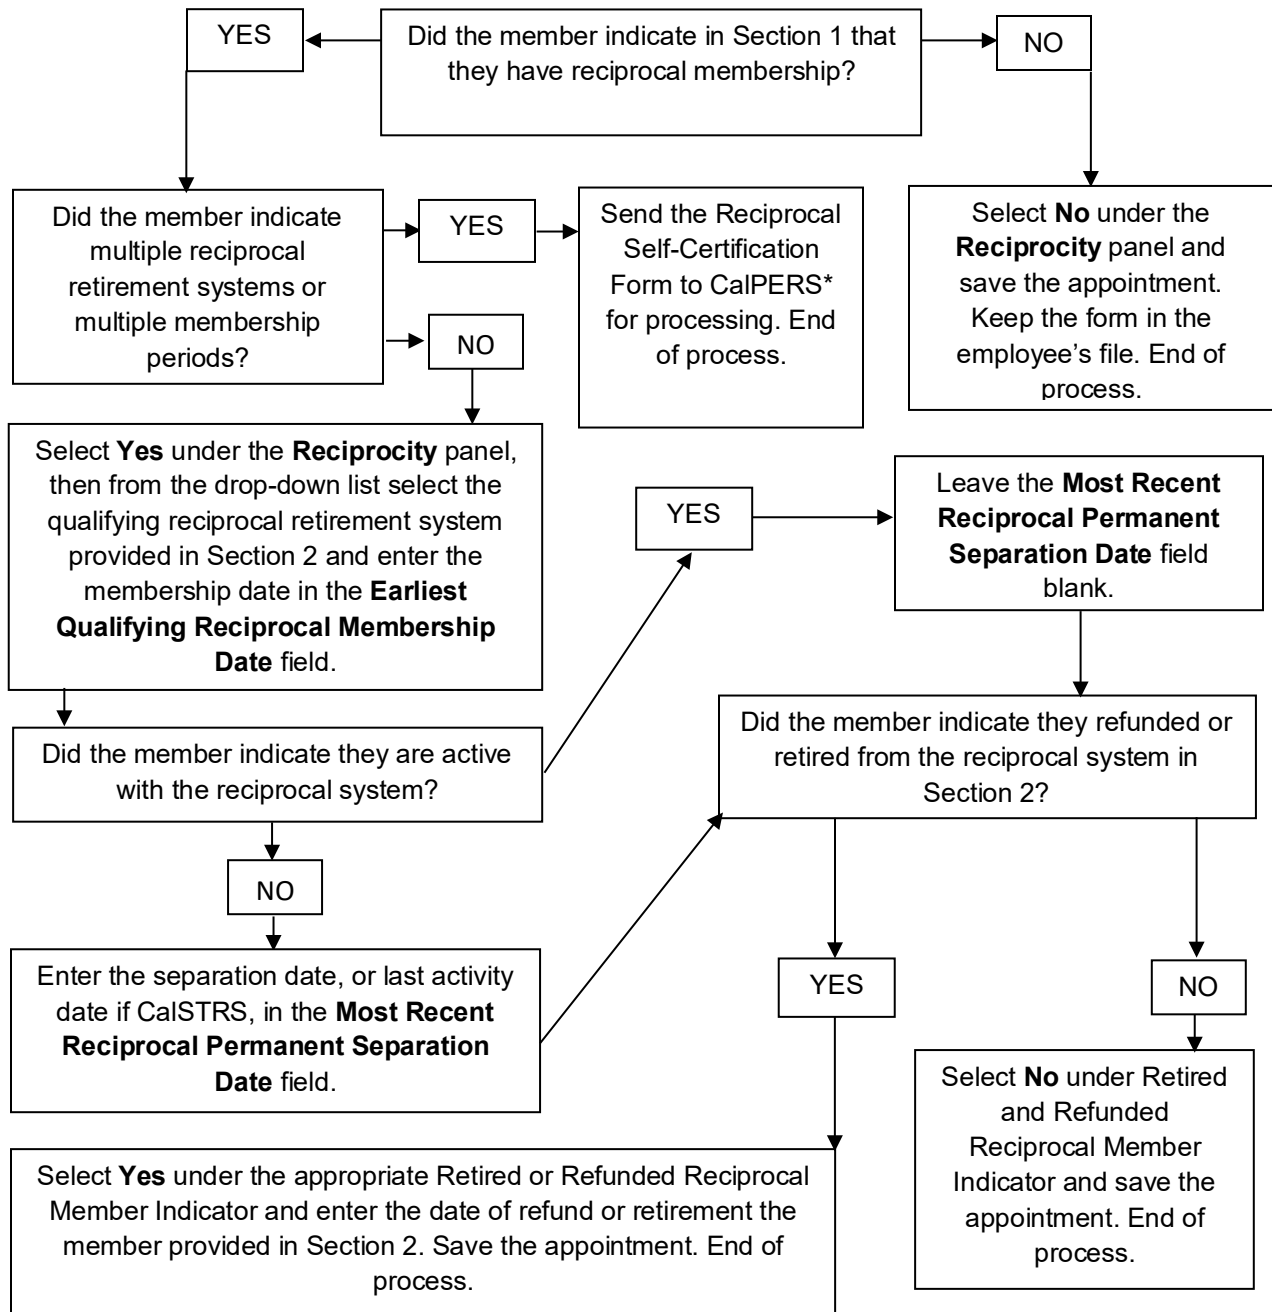 YES
Did the member indicate in Section 1 that
they have reciprocal membership?
NO
Did the member indicate
multiple reciprocal
retirement systems or
multiple membership
periods?
YES
Send the Reciprocal
Self-Certification
Form to CalPERS*
for processing. End
of process.
Select No under the
Reciprocity panel and
save the appointment.
Keep the form in the
employee's file. End of
process.
NO
Select Yes under the Reciprocity panel,
then from the drop-down list select the
qualifying reciprocal retirement system
provided in Section 2 and enter the
membership date in the Earliest
Qualifying Reciprocal Membership
Date field.
YES
Leave the Most Recent
Reciprocal Permanent
Separation Date field
blank.
Did the member indicate they are active
with the reciprocal system?
Did the member indicate they refunded or
retired from the reciprocal system in
Section 2?
NO
Enter the separation date, or last activity
date if CalSTRS, in the Most Recent
Reciprocal Permanent Separation
Date field.
YES
NO
Select Yes under the appropriate Retired or Refunded Reciprocal
Member Indicator and enter the date of refund or retirement the
member provided in Section 2. Save the appointment. End of
process.
Select No under Retired
and Refunded
Reciprocal Member
Indicator and save the
appointment. End of
process.